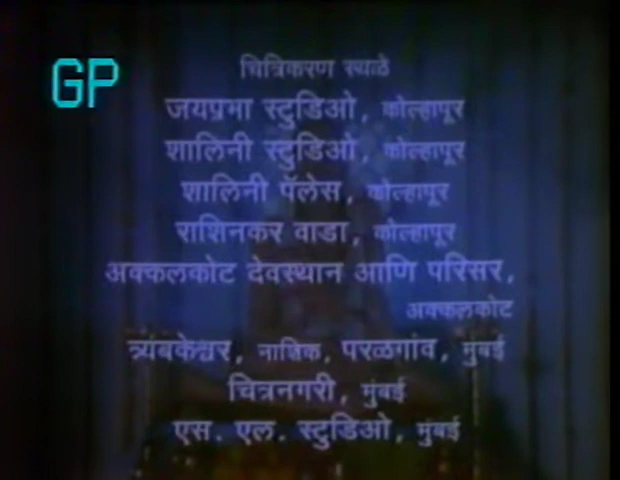 GP
चित्रिकरण स्थळे
जयप्रभा स्टुडिओ, कोल्हापूर
शालिनी स्टुडिओ, कोल्हापूर
शालिनी पॅलेस, कोल्हापूर
राशिनकर वाडा, कोल्हापूर
अक्कलकोट देवस्थान आणि परिसर,
अक्कलकोट
त्र्यंबकेश्वर, नाशिक, परळगांव, मुंबई
चित्रनगरी, मुंबई
एस. एल. स्टुडिओ, मुंबई